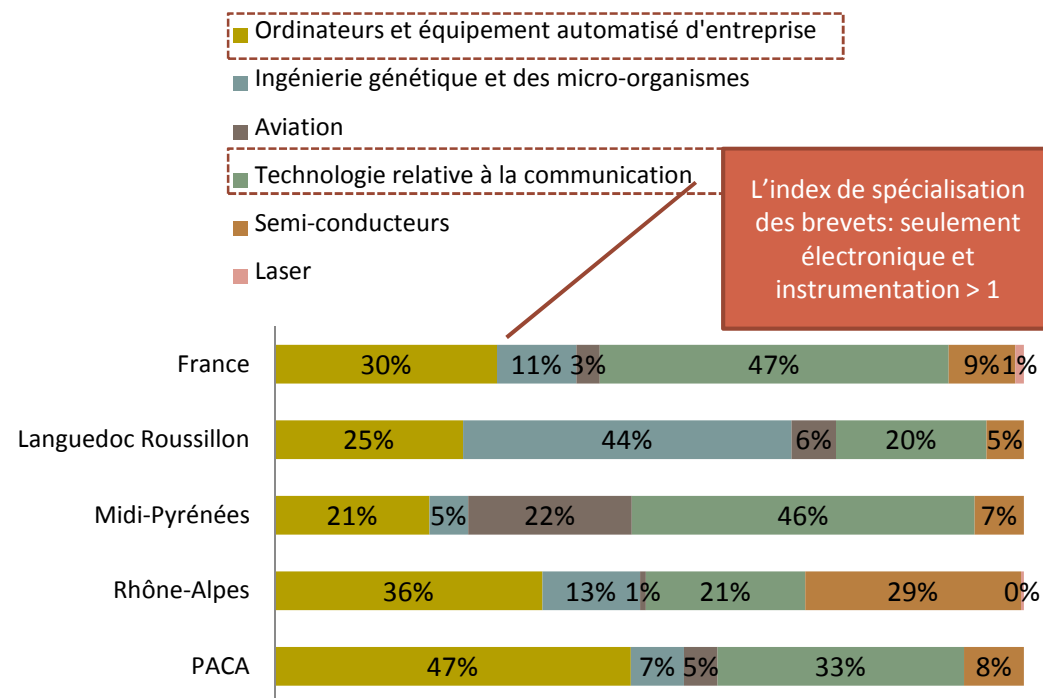 Ordinateurs et équipement automatisé d'entreprise
Ingénierie génétique et des micro-organismes
Aviation
Technologie relative à la communication
Semi-conducteurs
Laser
L'index de spécialisation
des brevets: seulement
électronique et
instrumentation > 1
France 30% 11% 3% 47% 9% 1%
Languedoc Roussillon 25% 44% 6% 20% 5%
Midi-Pyrénées 21% 5% 22% 46% 7%
Rhône-Alpes 36% 13% 1% 21% 29% 0%
PACA 47% 7% 5% 33% 8%